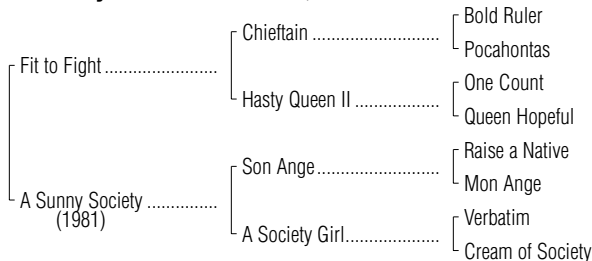 Bold Ruler
Chieftain ........................
Pocahontas
Fit to Fight ......................
One Count
Hasty Queen II ................
Queen Hopeful
Raise a Native
Son Ange.......................
Mon Ange
A Sunny Society .............
(1981)
Verbatim
A Society Girl..................
Cream of Society